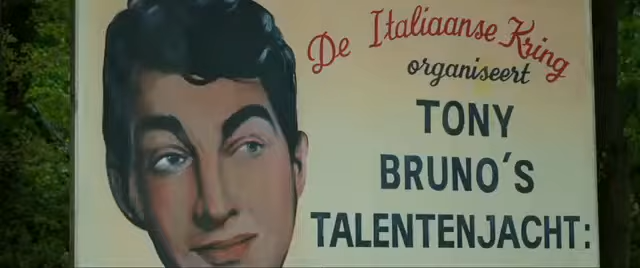 De Italiaanse Kring
organiseert
TONY
BRUNO´S
TALENTENJACHT: